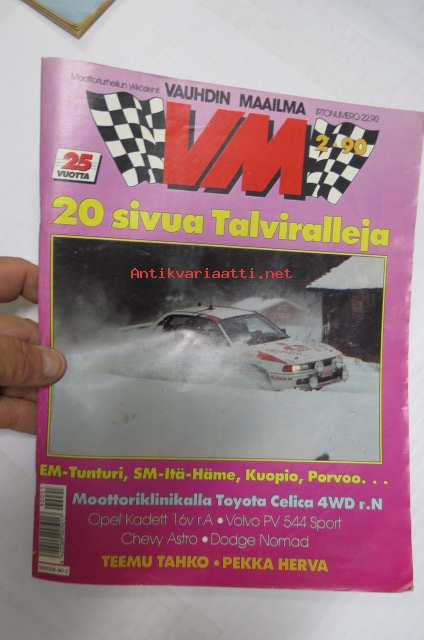 Moottoriurheilun ykköslehti
VAUHDIN MAAILMA
IRTONUMERO 22,90
VM
2/90
25
VUOTTA
20 sivua Talviralleja
Antikvariaatti.net
EM-Tunturi, SM-Itä-Häme, Kuopio, Porvoo. . .
Moottoriklinikalla Toyota Celica 4WD r.N
Opel Kadett 16v r.A • Volvo PV 544 Sport
Chevy Astro • Dodge Nomad
TEEMU TAHKO • PEKKA HERVA